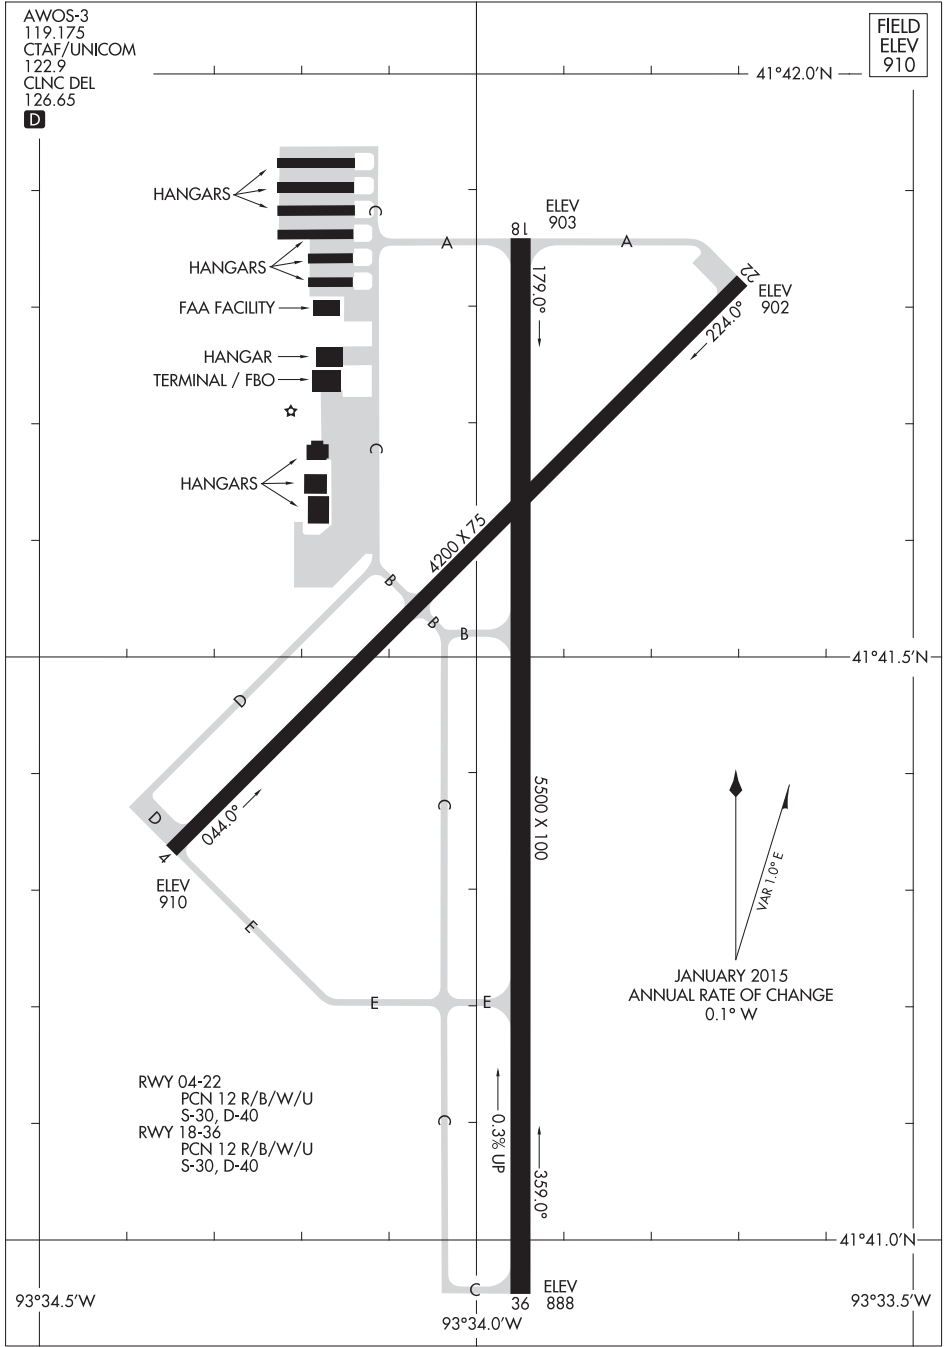 AWOS-3
119.175
CTAF/UNICOM
122.9
CLNC DEL
126.65
D
FIELD
ELEV
910
41°42.0'N
HANGARS
C
A
18
ELEV
903
A
22
ELEV
902
HANGARS
179.0°
224.0°
FAA FACILITY
HANGAR
TERMINAL / FBO
C
HANGARS
4200 X 75
B
B
B
41°41.5'N
D
D
044.0°
4
ELEV
910
C
5500 X 100
VAR 1.0° E
E
JANUARY 2015
ANNUAL RATE OF CHANGE
0.1° W
E
E
RWY 04-22
PCN 12 R/B/W/U
S-30, D-40
RWY 18-36
PCN 12 R/B/W/U
S-30, D-40
C
0.3% UP
359.0°
41°41.0'N
C
36
ELEV
888
93°34.5'W
93°34.0'W
93°33.5'W